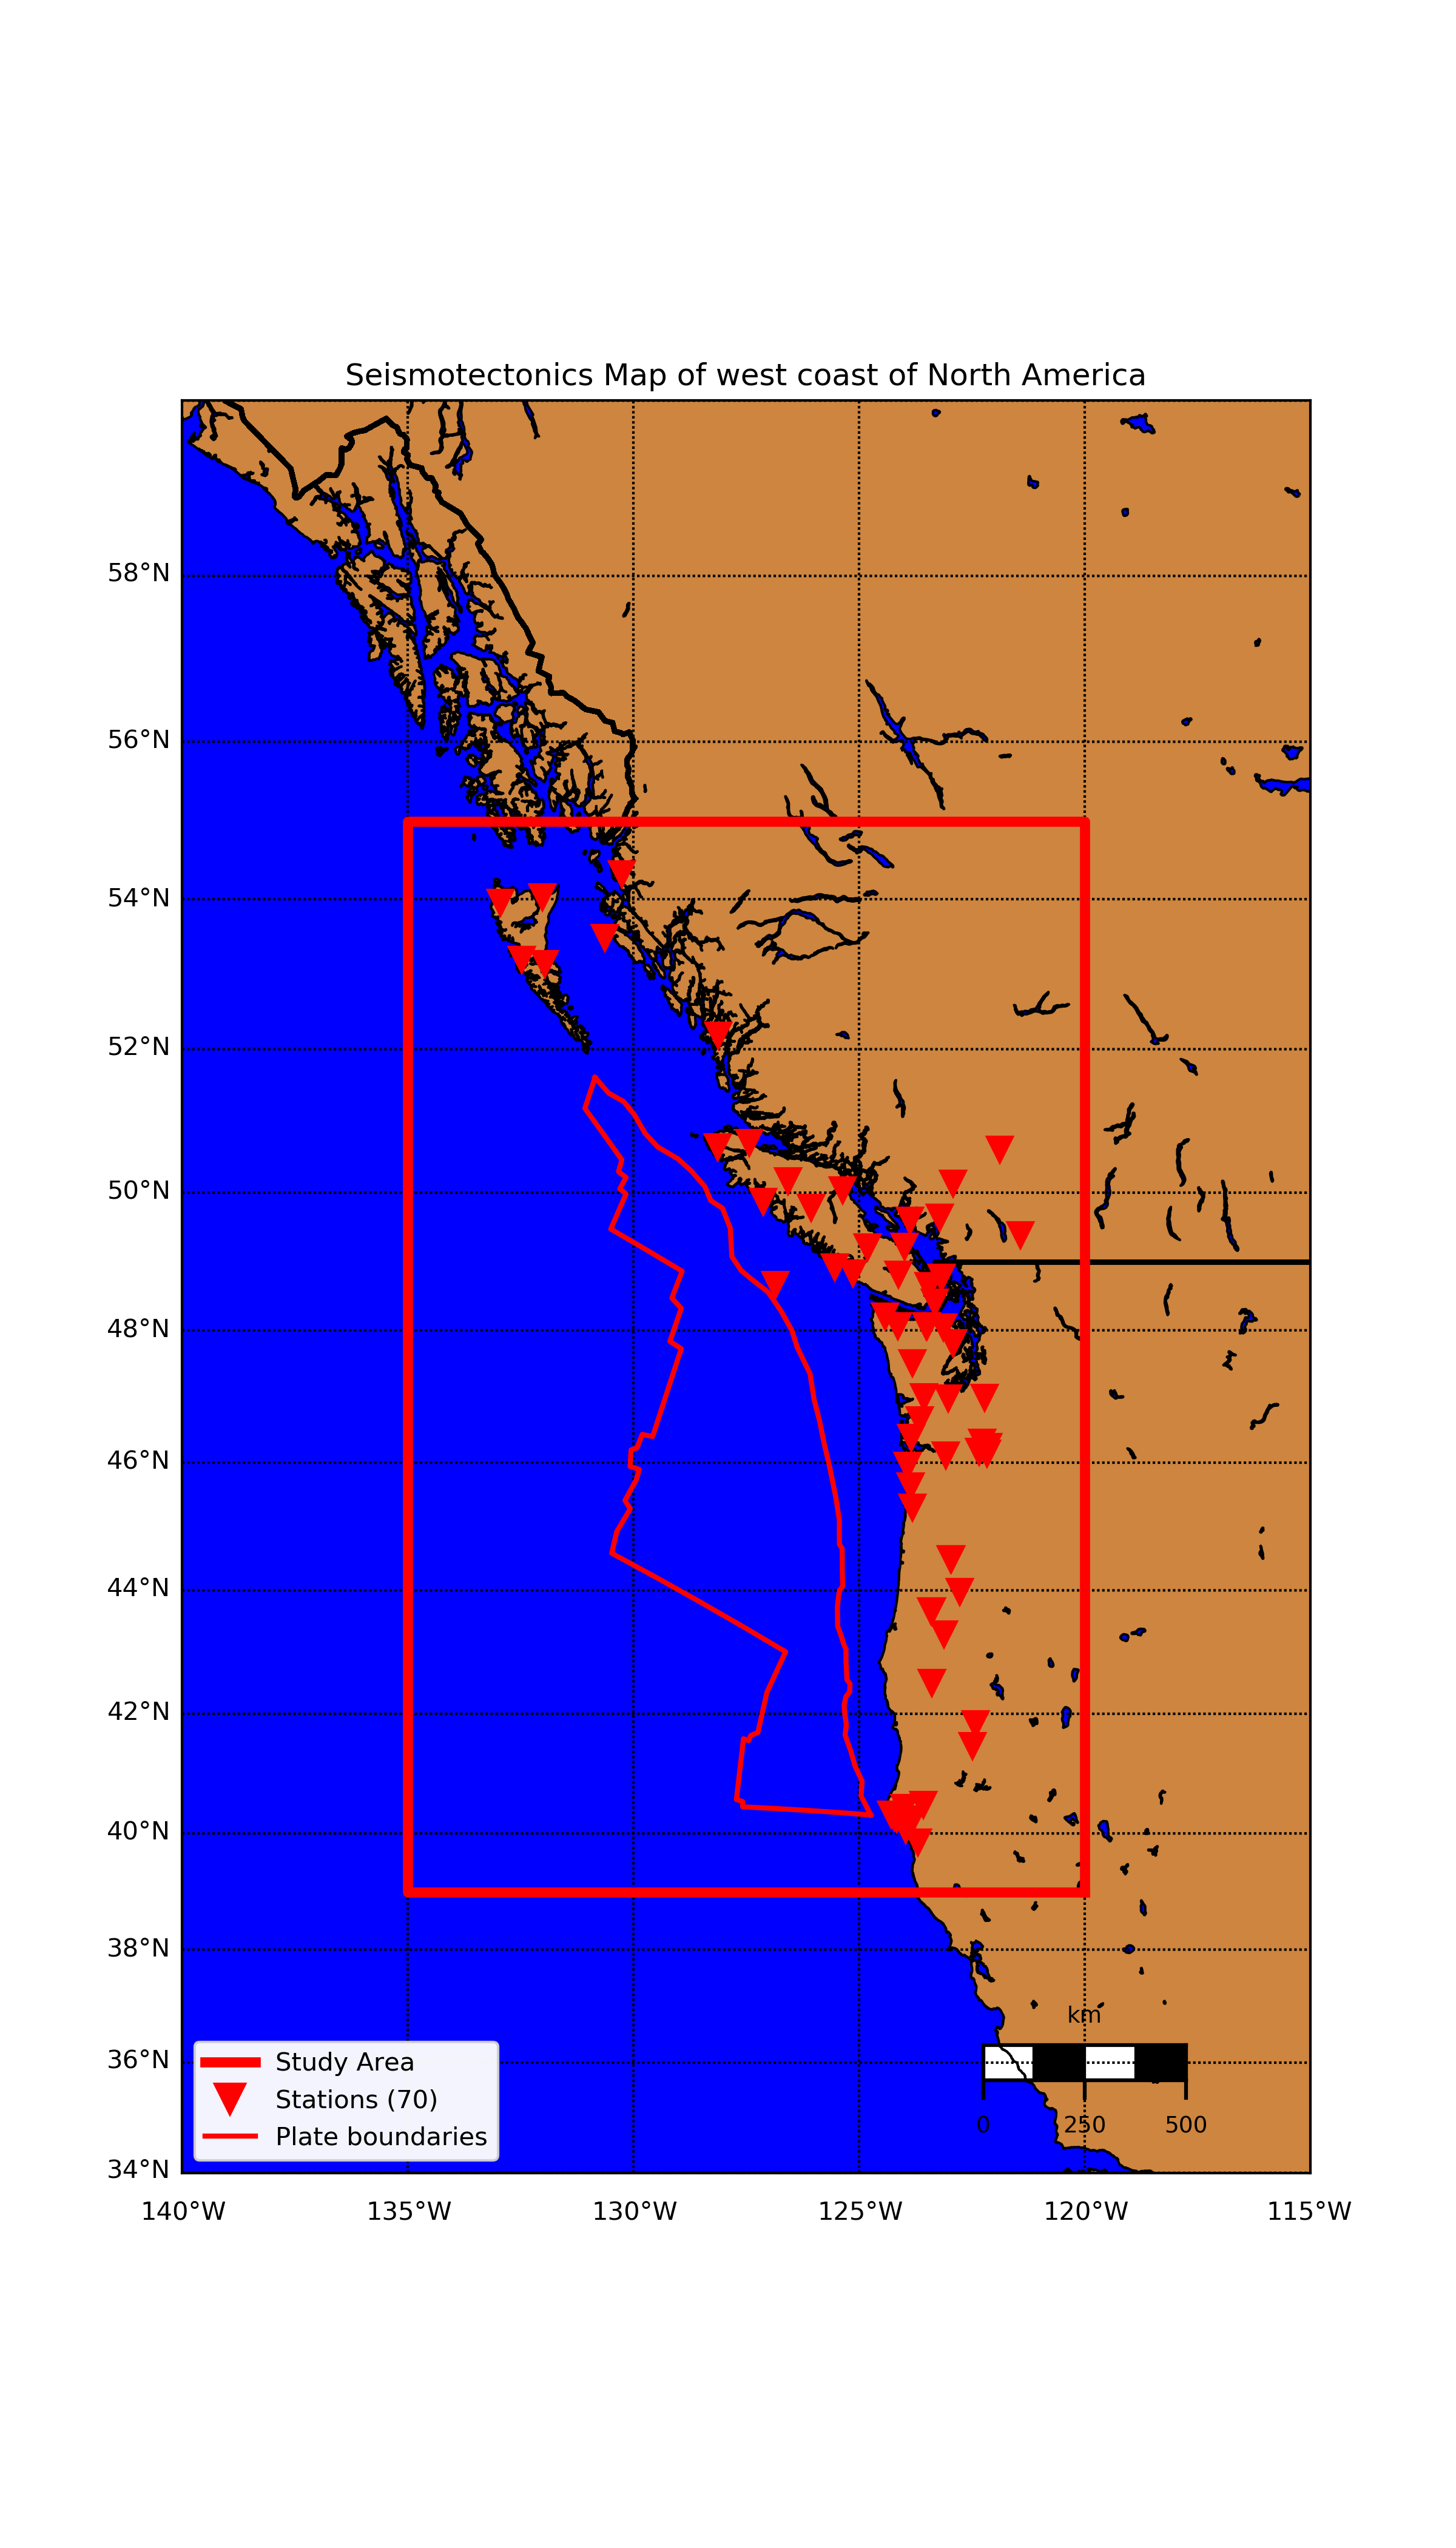 Seismotectonics Map of west coast of North America
58°N
56°N
54°N
52°N
50°N
48°N
46°N
44°N
42°N
40°N
38°N
36°N
34°N
km
0 250 500
Study Area
Stations (70)
Plate boundaries
140°W 135°W 130°W 125°W 120°W 115°W